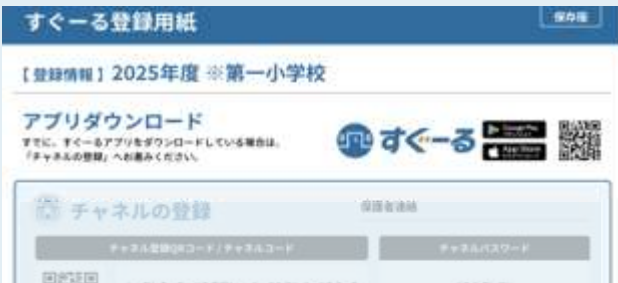 すぐーる登録用紙
保存版
【登録情報】2025年度 ※第一小学校
アプリダウンロード
すでに、すぐーるアプリをダウンロードしている場合は、
「チャネルの登録」へお進みください。
すぐーる
Google Play
App Store
チャネルの登録
保護者連絡
チャネル登録QRコード / チャネルコード
チャネルパスワード